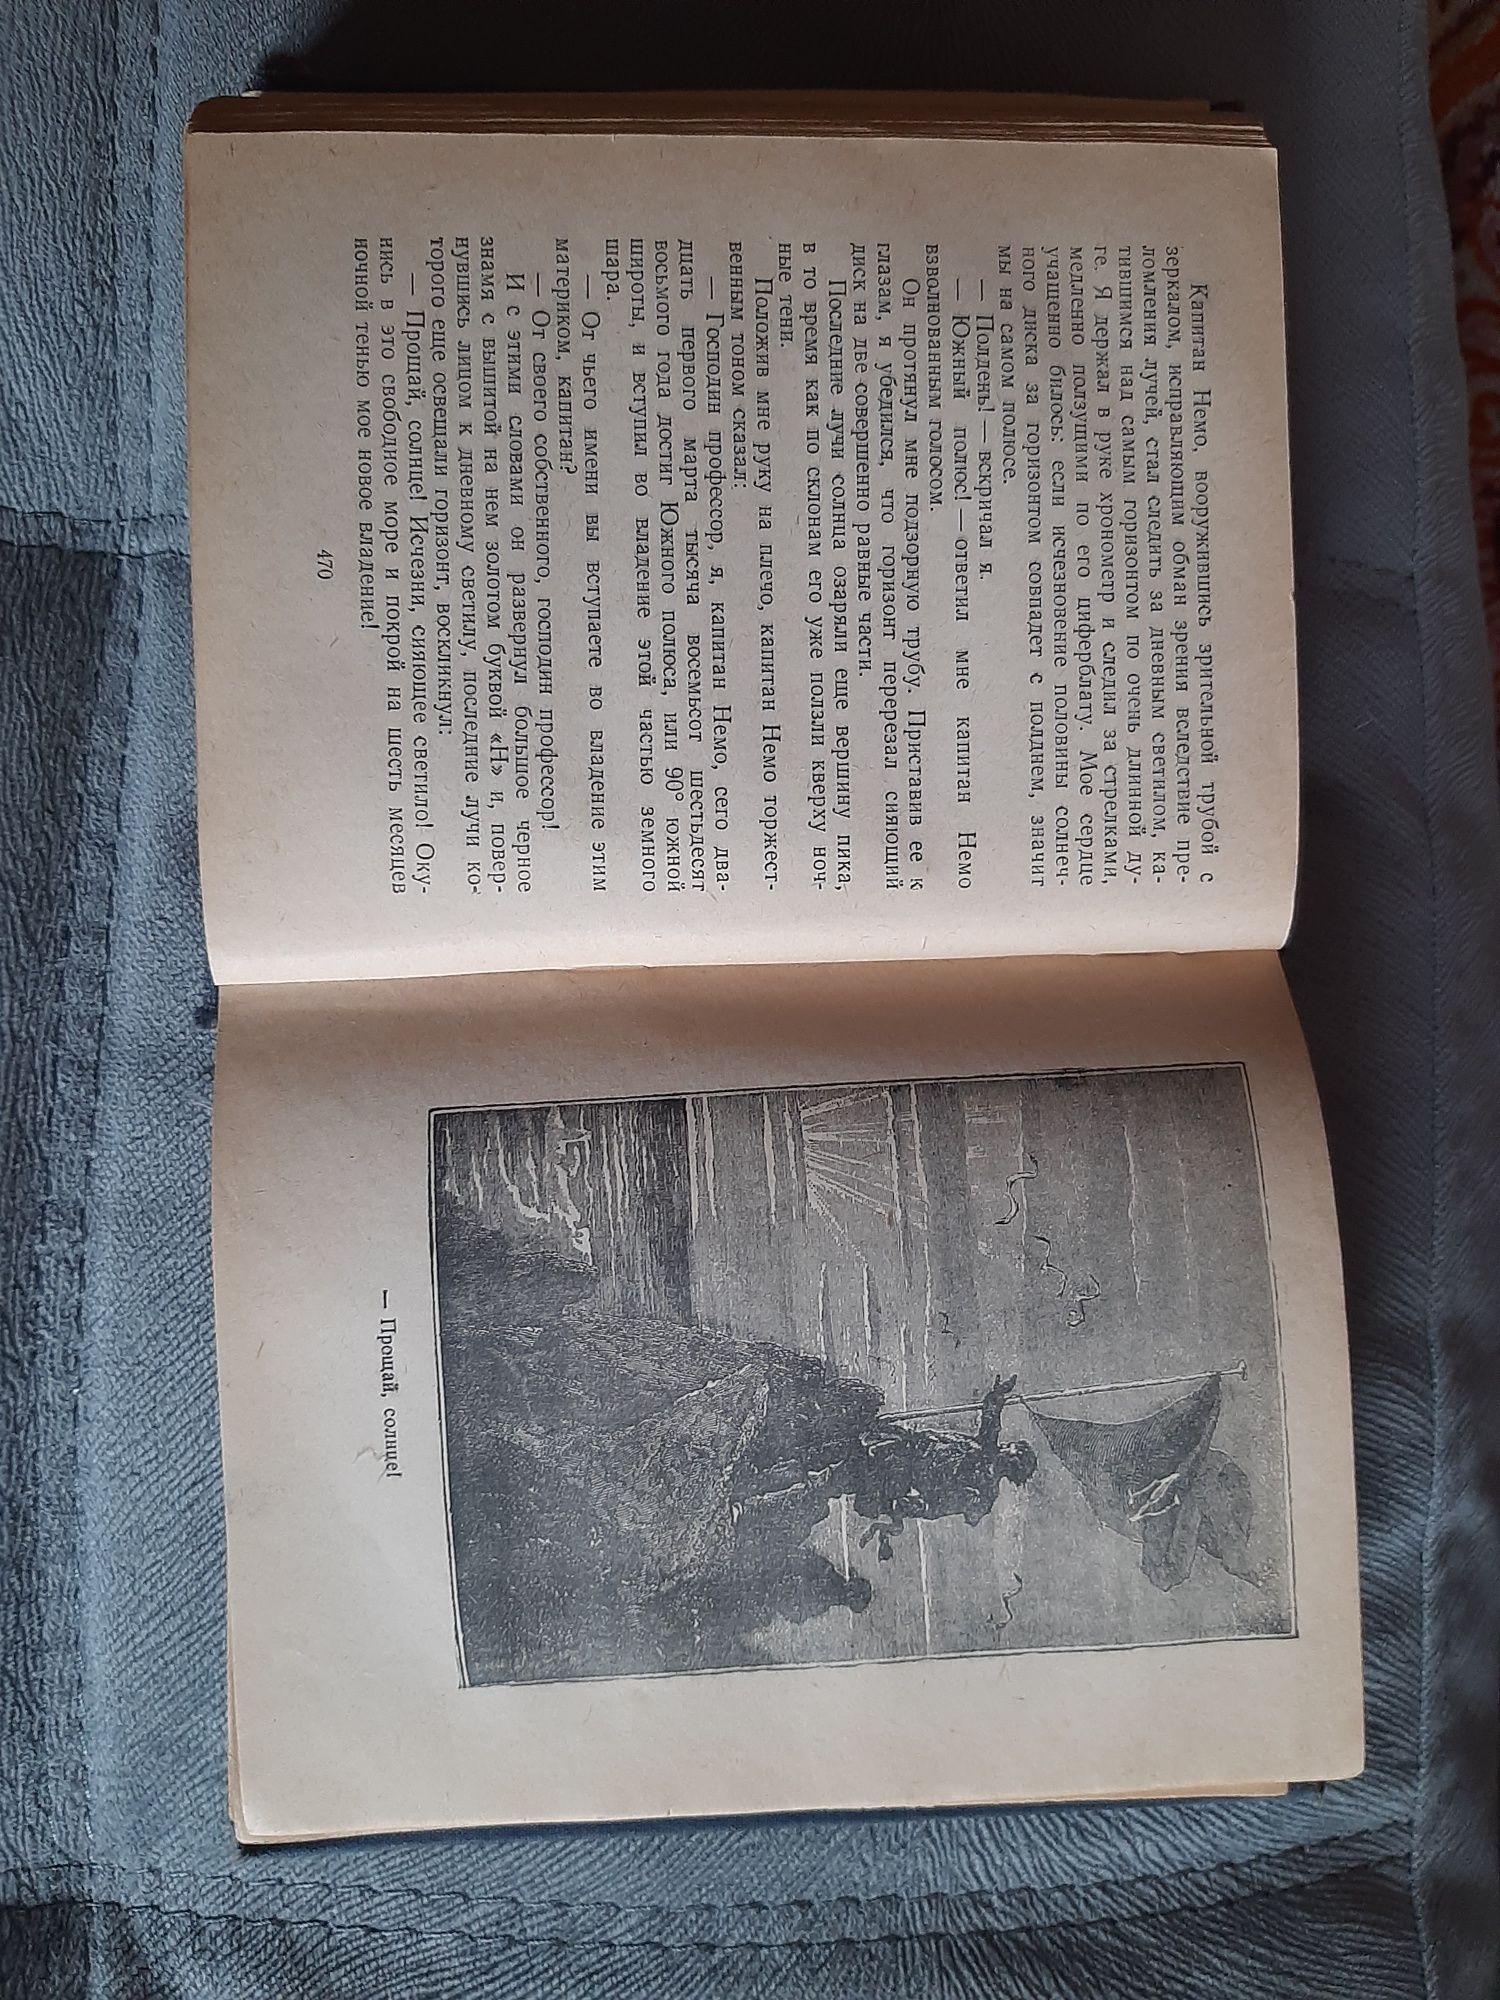 Капитан Немо, вооружившись зрительной трубой с
зеркалом, исправляющим обман зрения вследствие пре-
ломления лучей, стал следить за дневным светилом, ка-
тившимся над самым горизонтом по очень длинной ду-
ге. Я держал в руке хронометр и следил за стрелками,
медленно ползущими по его циферблату. Мое сердце
учащенно билось: если исчезновение половины солнеч-
ного диска за горизонтом совпадет с полднем, значит
мы на самом полюсе.
— Полдень! — вскричал я.
— Южный полюс! — ответил мне капитан Немо
взволнованным голосом.
Он протянул мне подзорную трубу. Приставив ее к
глазам, я убедился, что горизонт перерезал сияющий
диск на две совершенно равные части.
Последние лучи солнца озаряли еще вершину пика,
в то время как по склонам его уже ползли кверху ноч-
ные тени.
Положив мне руку на плечо, капитан Немо торжест-
венным тоном сказал:
— Господин профессор, я, капитан Немо, сего два-
дцать первого марта тысяча восемьсот шестьдесят
восьмого года достиг Южного полюса, или 90° южной
широты, и вступил во владение этой частью земного
шара.
— От чьего имени вы вступаете во владение этим
материком, капитан?
— От своего собственного, господин профессор!
И с этими словами он развернул большое черное
знамя с вышитой на нем золотом буквой «Н» и, повер-
нувшись лицом к дневному светилу, последние лучи ко-
торого еще освещали горизонт, воскликнул:
— Прощай, солнце! Исчезни, сияющее светило! Оку-
нись в это свободное море и покрой на шесть месяцев
ночной тенью мое новое владение!
470
— Прощай, солнце!